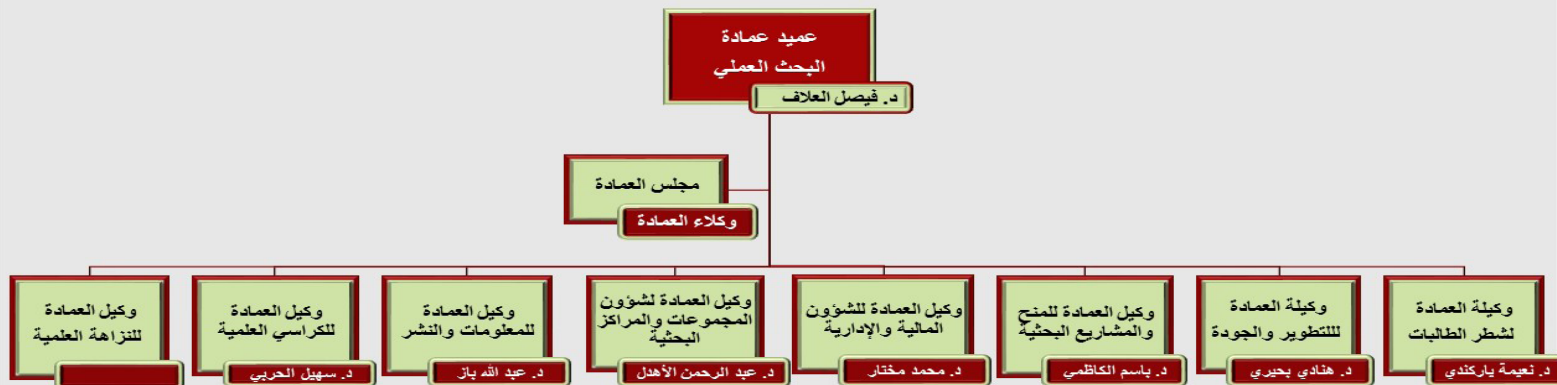 عميد عمادة
البحث العملي
د. فيصل العلاف
مجلس العمادة
وكلاء العمادة
وكيلة العمادة
لشطر الطالبات
د. نعيمة ياركندي
وكيلة العمادة
لللتطوير والجودة
د. هنادي بحيري
وكيل العمادة للمنح
والمشاريع البحثية
د. باسم الكاظمي
وكيل العمادة للشؤون
المالية والإدارية
د. محمد مختار
وكيل العمادة لشؤون
المجموعات والمراكز
البحثية
د. عبد الرحمن الأهدل
وكيل العمادة
للمعلومات والنشر
د. عبد الله باز
وكيل العمادة
للكراسي العلمية
د. سهيل الحربي
وكيل العمادة
للنزاهة العلمية